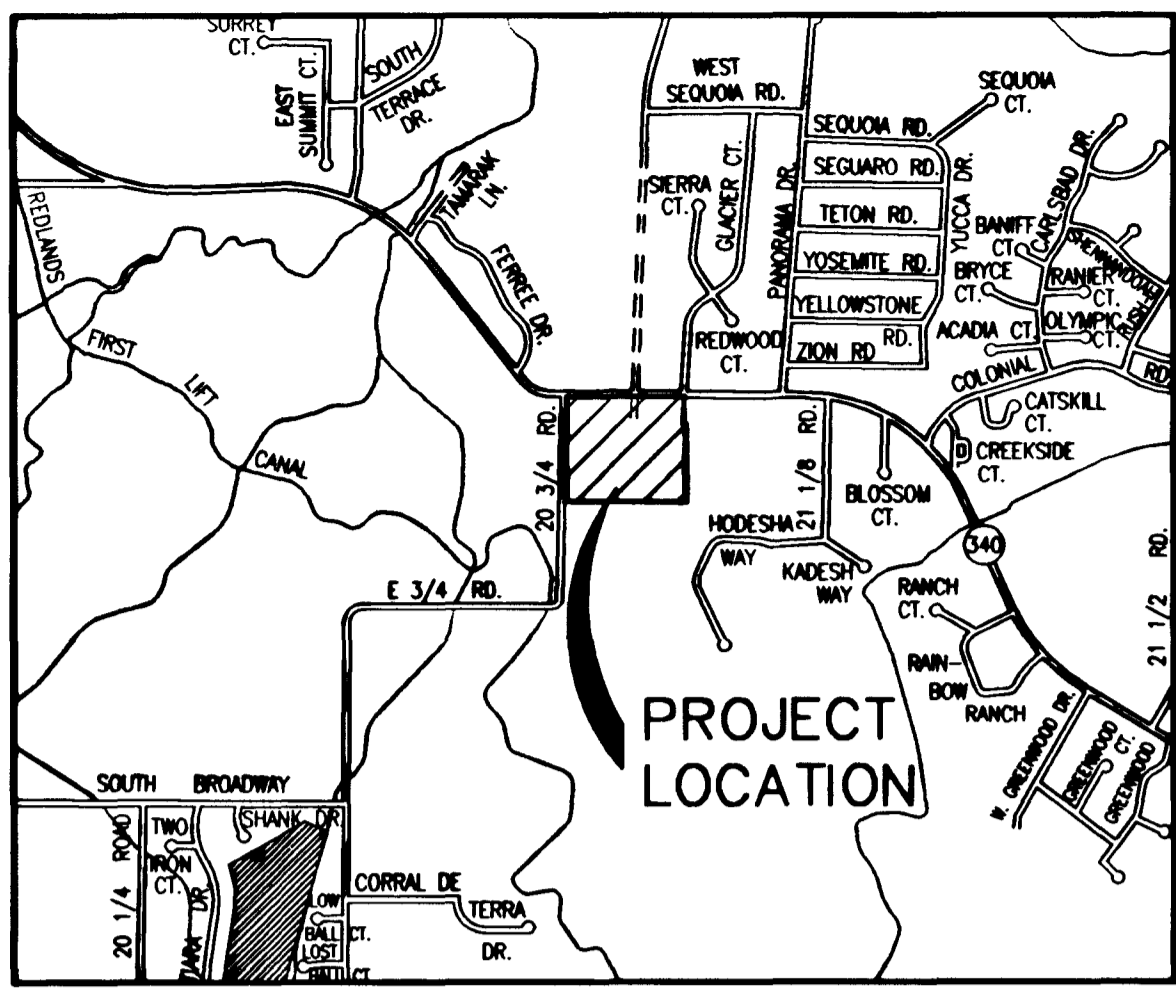 SURREY
CT.
EAST
SUMMIT CT.
SOUTH
TERRACE
DR.
WEST
SEQUOIA RD.
SEQUOIA
CT.
SEQUOIA RD.
SEGUARO RD.
TETON RD.
YOSEMITE RD.
YELLOWSTONE
RD.
ZION RD
YUCCA DR.
PANORAMA DR.
GLACIER CT.
SIERRA
CT.
REDWOOD
CT.
TAMARAK
LN.
FERREE DR.
REDLANDS
FIRST
LIFT
CANAL
CARLSBAD DR.
BANIFF
CT.
BRYCE
CT.
RANIER
CT.
ACADIA CT.
OLYMPIC
CT.
COLONIAL
RD
CATSKILL
CT.
CREEKSIDE
CT.
BLOSSOM
CT.
20 3/4 RD.
21 1/8 RD.
HODESHA
WAY
KADESH
WAY
340
RANCH
CT.
RAIN-
BOW
RANCH
21 1/2 RD.
E 3/4 RD.
W. GREENWOOD DR.
GREENWOOD
CT.
GREENWOOD
PROJECT
LOCATION
SOUTH BROADWAY
SHANK DR
20 1/4 ROAD
TWO
IRON
CT.
TIARA DR.
LOW
BALL CT.
LOST
BALL CT.
CORRAL DE
TERRA
DR.